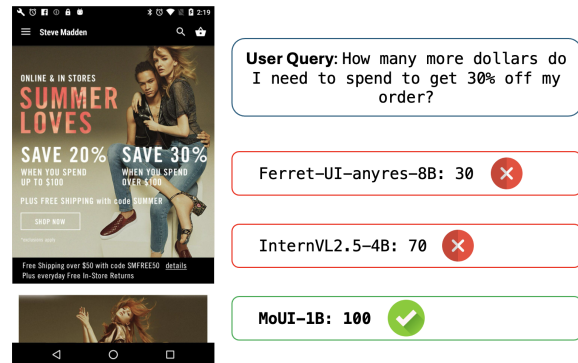 2:19
Steve Madden
ONLINE & IN STORES
SUMMER
LOVES
SAVE 20%
WHEN YOU SPEND
UP TO $100
SAVE 30%
WHEN YOU SPEND
OVER $100
PLUS FREE SHIPPING with code SUMMER
SHOP NOW
Free Shipping over $50 with code SMFREE50 details
Plus everyday Free In-Store Returns
User Query: How many more dollars do
I need to spend to get 30% off my
order?
Ferret-UI-anyres-8B: 30
InternVL2.5-4B: 70
MoUI-1B: 100